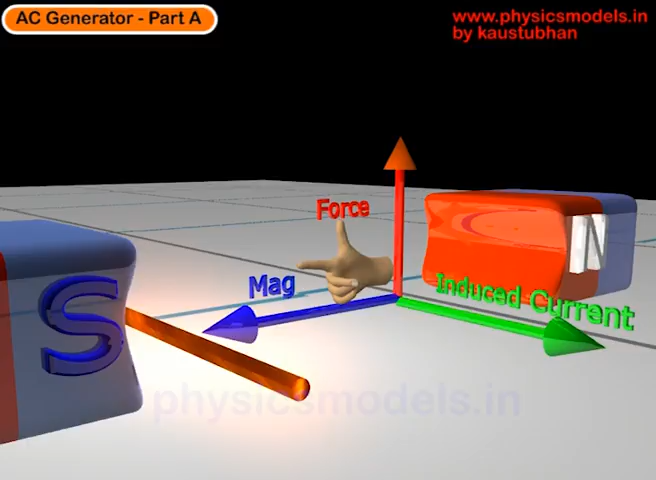 AC Generator - Part A
www.physicsmodels.in
by kaustubhan
Force
N
Mag
Induced Current
S
physicsmodels.in